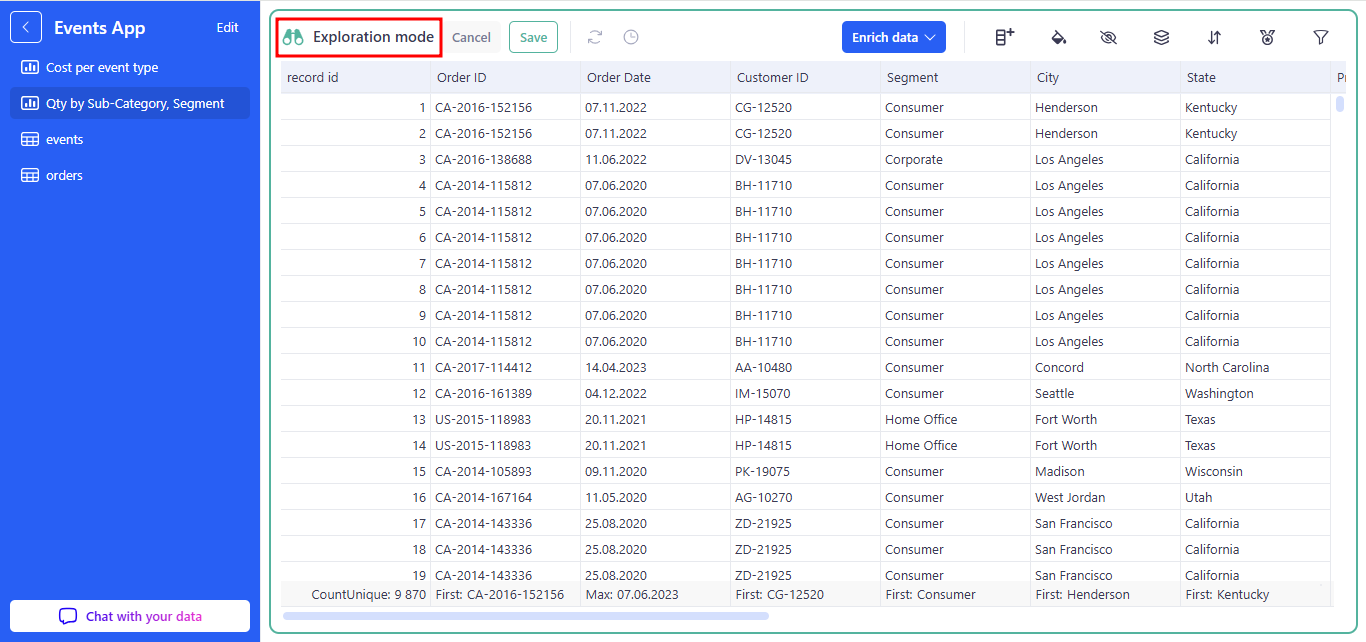 Events App
Edit
Cost per event type
Qty by Sub-Category, Segment
events
orders
Chat with your data
Exploration mode Cancel Save Enrich data
record id Order ID Order Date Customer ID Segment City State
1 CA-2016-152156 07.11.2022 CG-12520 Consumer Henderson Kentucky
2 CA-2016-152156 07.11.2022 CG-12520 Consumer Henderson Kentucky
3 CA-2016-138688 11.06.2022 DV-13045 Corporate Los Angeles California
4 CA-2014-115812 07.06.2020 BH-11710 Consumer Los Angeles California
5 CA-2014-115812 07.06.2020 BH-11710 Consumer Los Angeles California
6 CA-2014-115812 07.06.2020 BH-11710 Consumer Los Angeles California
7 CA-2014-115812 07.06.2020 BH-11710 Consumer Los Angeles California
8 CA-2014-115812 07.06.2020 BH-11710 Consumer Los Angeles California
9 CA-2014-115812 07.06.2020 BH-11710 Consumer Los Angeles California
10 CA-2014-115812 07.06.2020 BH-11710 Consumer Los Angeles California
11 CA-2017-114412 14.04.2023 AA-10480 Consumer Concord North Carolina
12 CA-2016-161389 04.12.2022 IM-15070 Consumer Seattle Washington
13 US-2015-118983 20.11.2021 HP-14815 Home Office Fort Worth Texas
14 US-2015-118983 20.11.2021 HP-14815 Home Office Fort Worth Texas
15 CA-2014-105893 09.11.2020 PK-19075 Consumer Madison Wisconsin
16 CA-2014-167164 11.05.2020 AG-10270 Consumer West Jordan Utah
17 CA-2014-143336 25.08.2020 ZD-21925 Consumer San Francisco California
18 CA-2014-143336 25.08.2020 ZD-21925 Consumer San Francisco California
19 CA-2014-143336 25.08.2020 ZD-21925 Consumer San Francisco California
CountUnique: 9 870 First: CA-2016-152156 Max: 07.06.2023 First: CG-12520 First: Consumer First: Henderson First: Kentucky